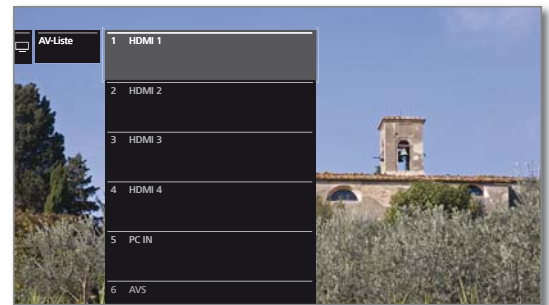 AV-Liste
1 HDMI 1
2 HDMI 2
3 HDMI 3
4 HDMI 4
5 PC IN
6 AVS